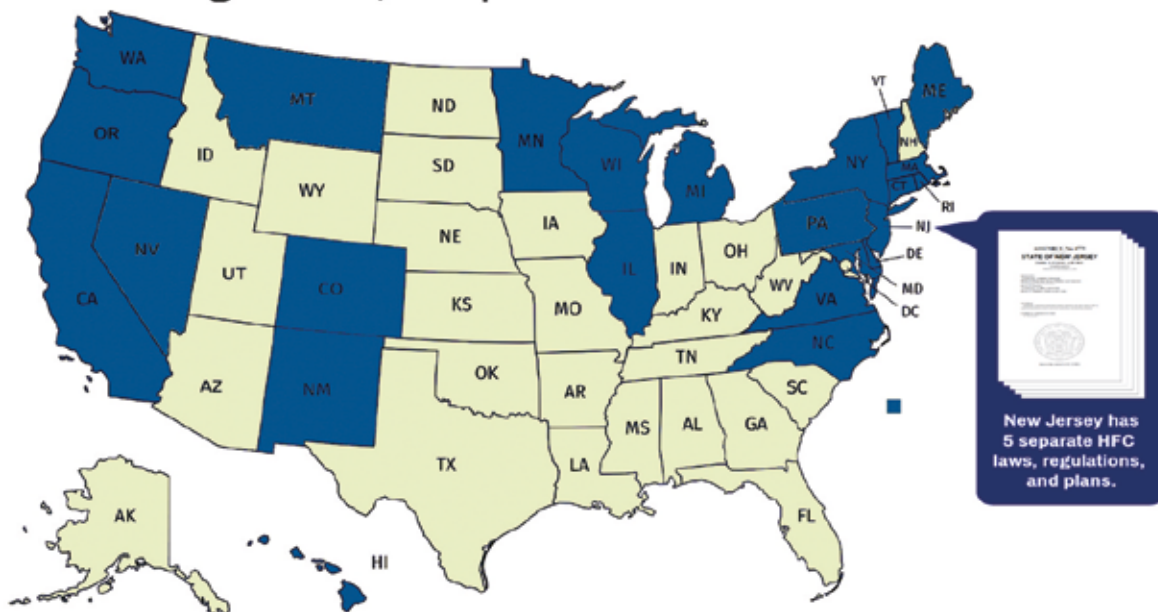 WA
MT
ND
MN
VT
ME
OR
ID
SD
WI
NY
NH
MA
WY
MI
CT
RI
IA
PA
NJ
NV
NE
OH
DE
UT
IL
IN
MD
CA
CO
WV
VA
DC
KS
MO
KY
NC
AZ
NM
OK
TN
AR
SC
MS
AL
GA
TX
LA
AK
FL
HI
STATE OF NEW JERSEY
New Jersey has
5 separate HFC
laws, regulations,
and plans.